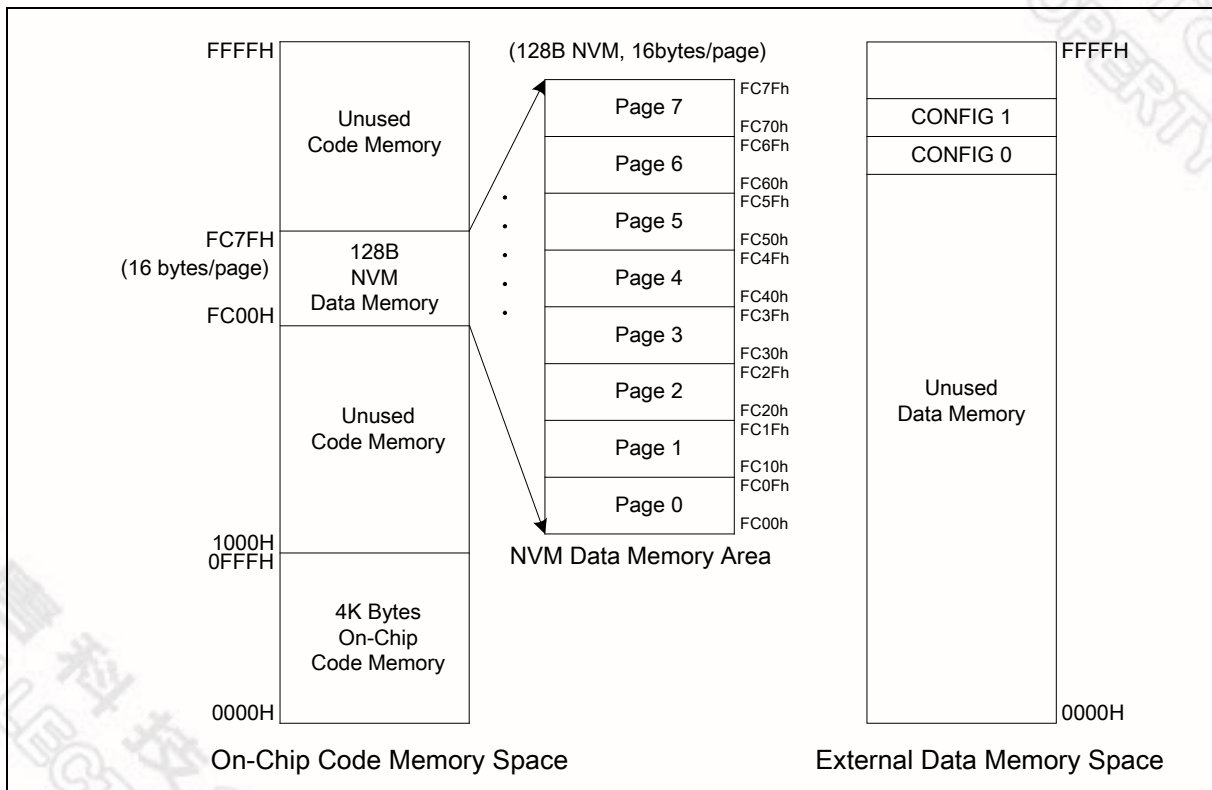 FFFFH
Unused
Code Memory
FC7FH
(16 bytes/page)
128B
NVM
Data Memory
FC00H
Unused
Code Memory
1000H
0FFFH
4K Bytes
On-Chip
Code Memory
0000H
On-Chip Code Memory Space
(128B NVM, 16bytes/page)
Page 7
FC7Fh
FC70h
Page 6
FC6Fh
FC60h
Page 5
FC5Fh
FC50h
Page 4
FC4Fh
FC40h
Page 3
FC3Fh
FC30h
Page 2
FC2Fh
FC20h
Page 1
FC1Fh
FC10h
Page 0
FC0Fh
FC00h
NVM Data Memory Area
FFFFH
CONFIG 1
CONFIG 0
Unused
Data Memory
0000H
External Data Memory Space
科技